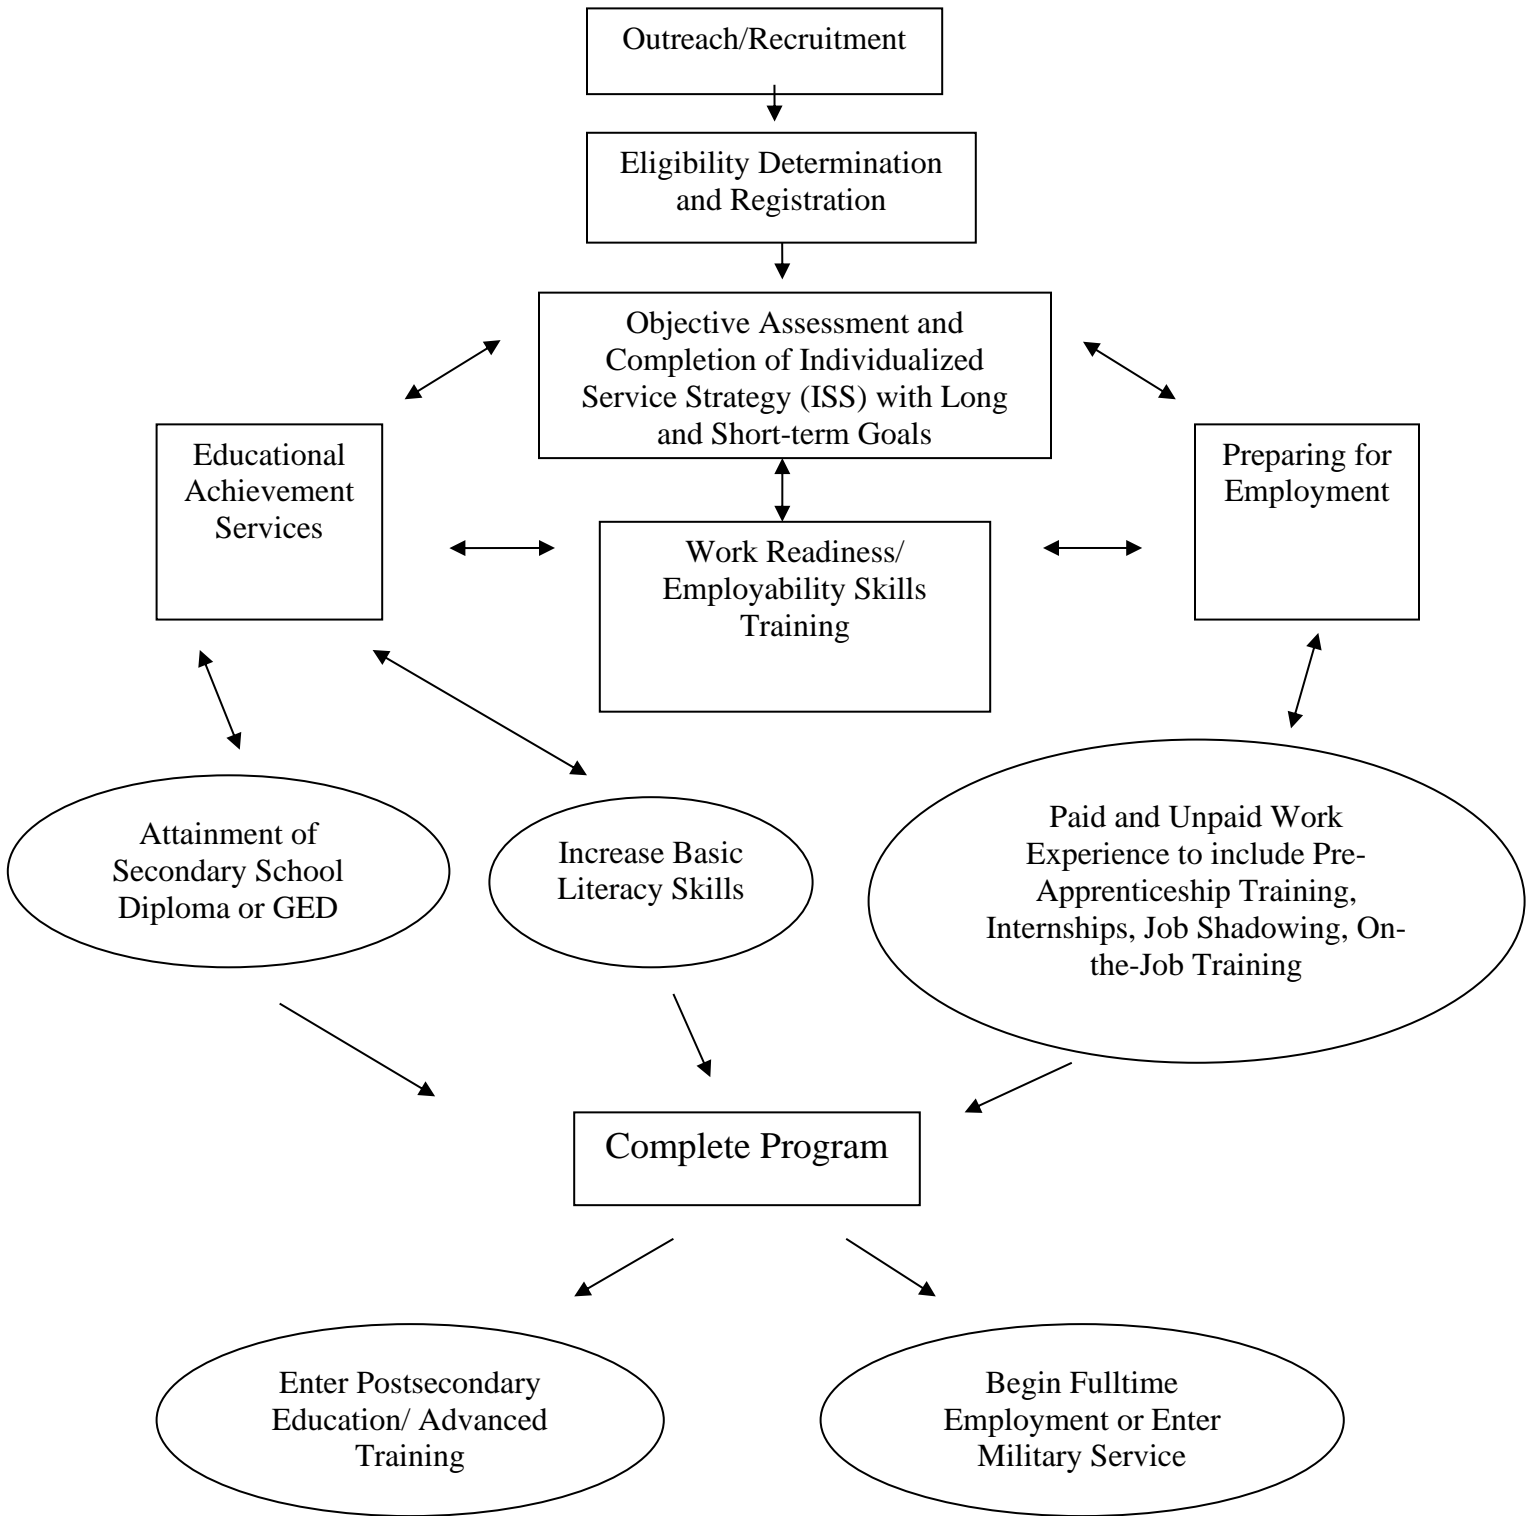 Outreach/Recruitment
Eligibility Determination
and Registration
Objective Assessment and
Completion of Individualized
Service Strategy (ISS) with Long
and Short-term Goals
Educational
Achievement
Services
Preparing for
Employment
Work Readiness/
Employability Skills
Training
Attainment of
Secondary School
Diploma or GED
Increase Basic
Literacy Skills
Paid and Unpaid Work
Experience to include Pre-
Apprenticeship Training,
Internships, Job Shadowing, On-
the-Job Training
Complete Program
Enter Postsecondary
Education/ Advanced
Training
Begin Fulltime
Employment or Enter
Military Service